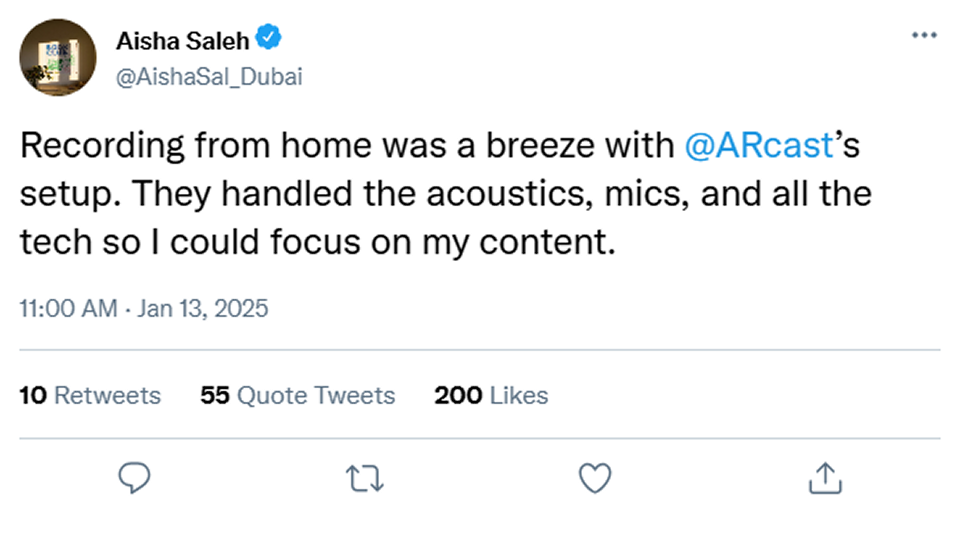 Aisha Saleh
@AishaSal_Dubai
Recording from home was a breeze with @ARcast’s
setup. They handled the acoustics, mics, and all the
tech so I could focus on my content.
11:00 AM · Jan 13, 2025
10 Retweets 55 Quote Tweets 200 Likes